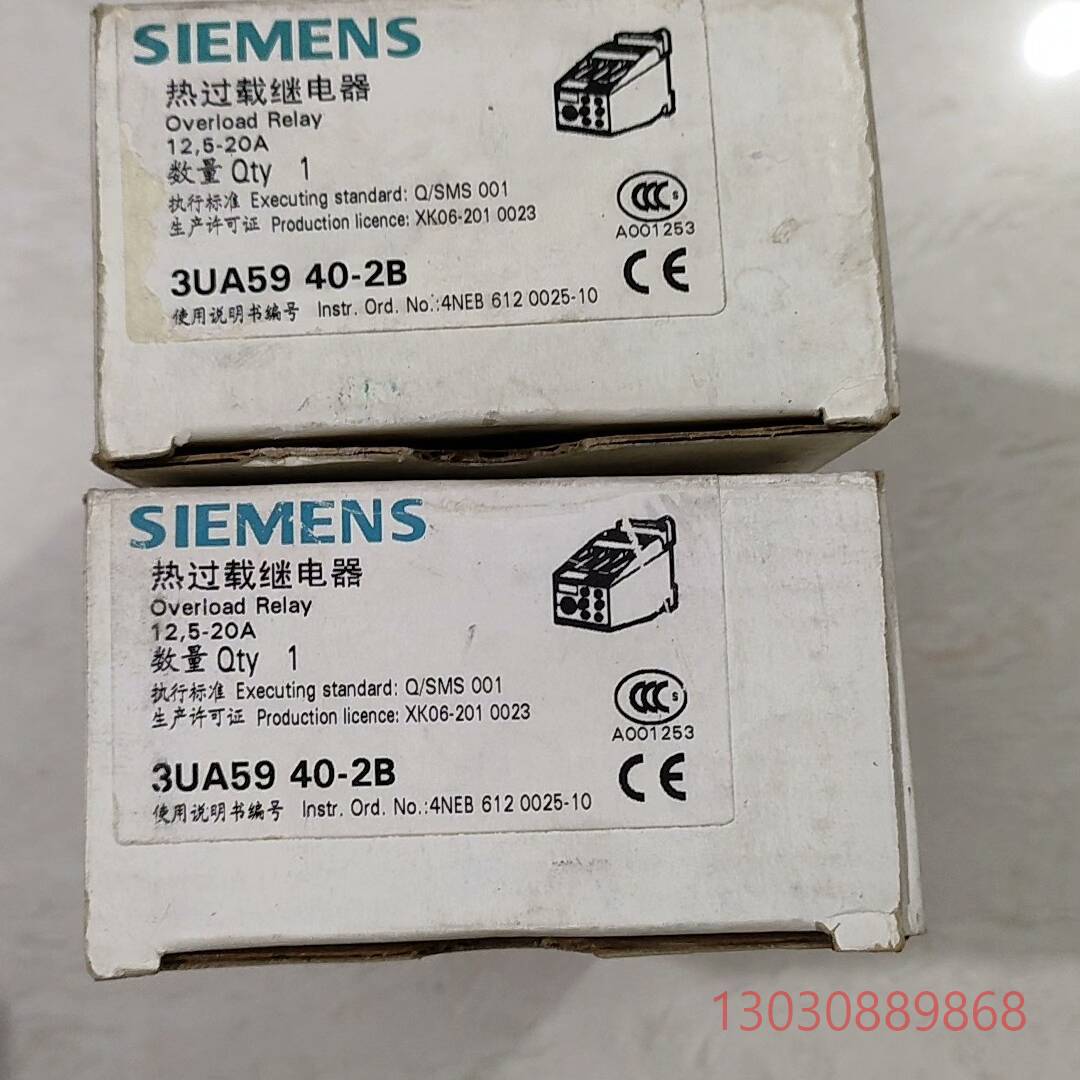 SIEMENS
热过载继电器
Overload Relay
12,5-20A
数量 Qty 1
执行标准 Executing standard: Q/SMS 001
生产许可证 Production licence: XK06-201 0023
CCC S
A001253
CE
3UA59 40-2B
使用说明书编号 Instr. Ord. No.:4NEB 612 0025-10
SIEMENS
热过载继电器
Overload Relay
12,5-20A
数量 Qty 1
执行标准 Executing standard: Q/SMS 001
生产许可证 Production licence: XK06-201 0023
CCC S
A001253
CE
3UA59 40-2B
使用说明书编号 Instr. Ord. No.:4NEB 612 0025-10
13030889868